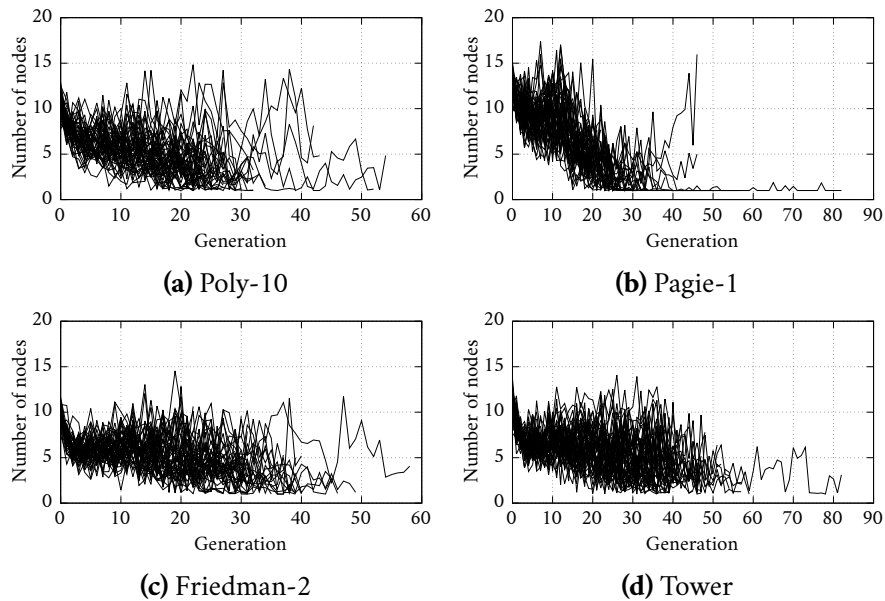 20
15
10
5
0
Number of nodes
0 10 20 30 40 50 60
Generation
(a) Poly-10
20
15
10
5
0
Number of nodes
0 10 20 30 40 50 60 70 80 90
Generation
(b) Pagie-1
20
15
10
5
0
Number of nodes
0 10 20 30 40 50 60
Generation
(c) Friedman-2
20
15
10
5
0
Number of nodes
0 10 20 30 40 50 60 70 80 90
Generation
(d) Tower